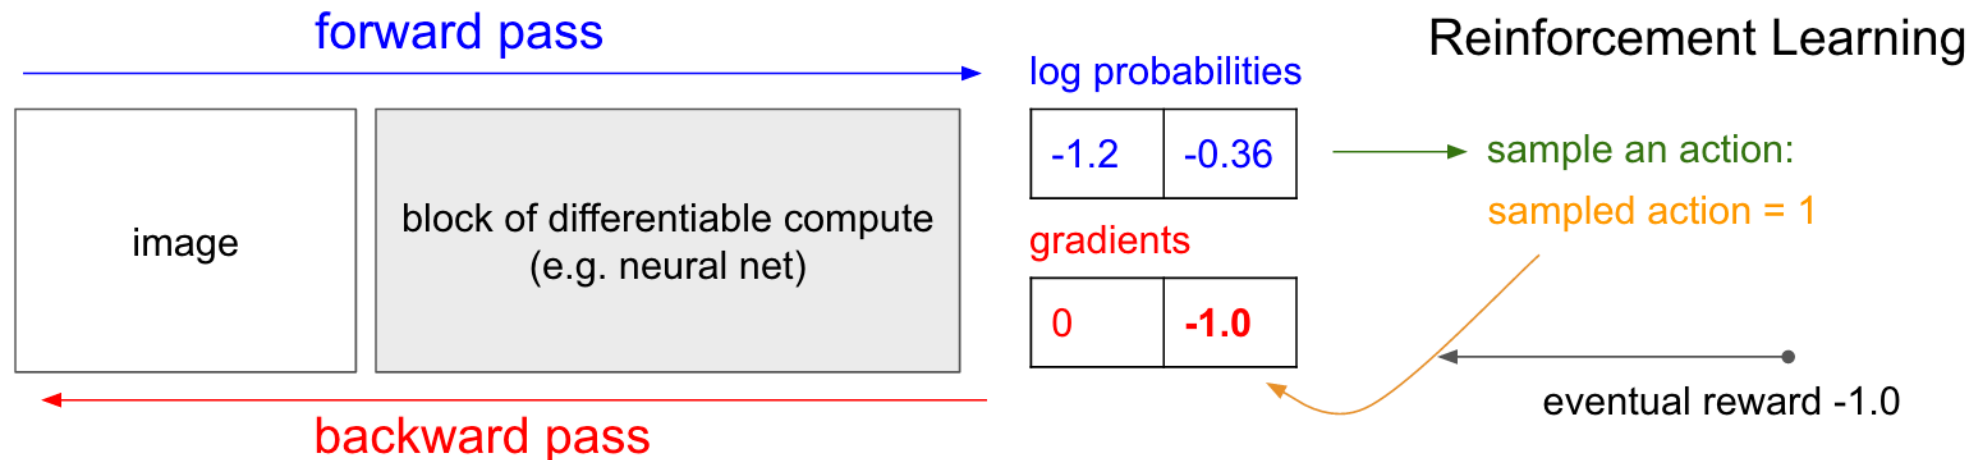 forward pass
Reinforcement Learning
log probabilities
image
block of differentiable compute
(e.g. neural net)
-1.2 -0.36
sample an action:
sampled action = 1
gradients
0 -1.0
eventual reward -1.0
backward pass